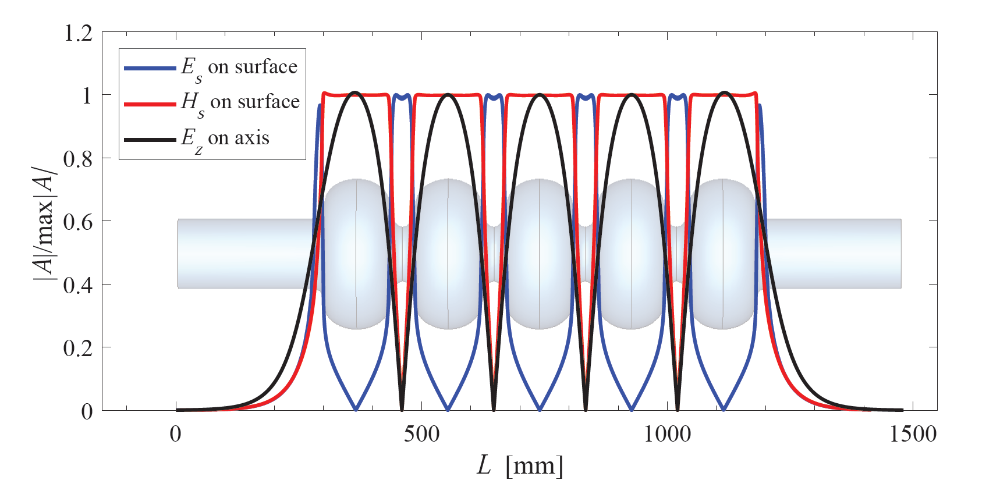 1.2
1
0.8
0.6
0.4
0.2
0
|A|/max|A|
E_s on surface
H_s on surface
E_z on axis
0 500 1000 1500
L [mm]